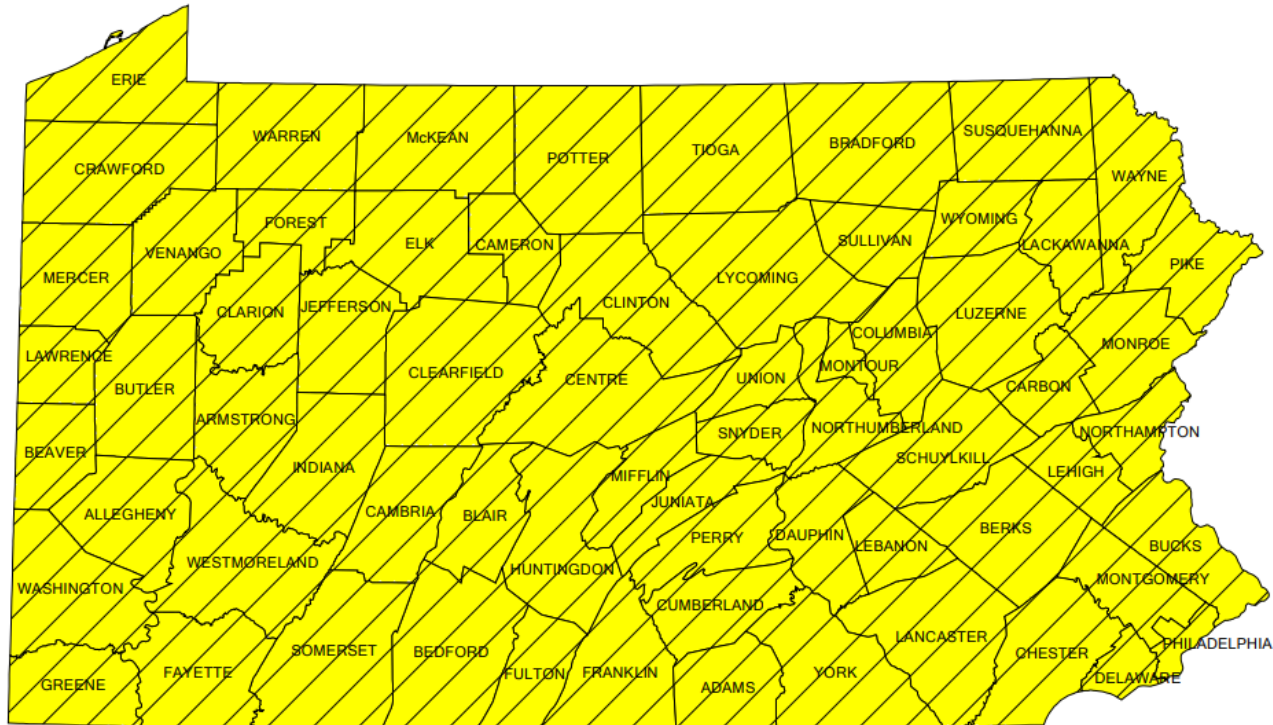 ERIE
WARREN
McKEAN
POTTER
TIOGA
BRADFORD
SUSQUEHANNA
CRAWFORD
WAYNE
FOREST
WYOMING
VENANGO
ELK
CAMERON
SULLIVAN
LACKAWANNA
PIKE
MERCER
LYCOMING
CLARION
JEFFERSON
CLINTON
LUZERNE
COLUMBIA
MONROE
LAWRENCE
BUTLER
CLEARFIELD
CENTRE
UNION
MONTOUR
CARBON
ARMSTRONG
SNYDER
NORTHUMBERLAND
NORTHAMPTON
BEAVER
INDIANA
MIFFLIN
SCHUYLKILL
LEHIGH
ALLEGHENY
CAMBRIA
BLAIR
JUNIATA
PERRY
DAUPHIN
LEBANON
BERKS
BUCKS
WESTMORELAND
HUNTINGDON
WASHINGTON
CUMBERLAND
MONTGOMERY
SOMERSET
BEDFORD
LANCASTER
CHESTER
PHILADELPHIA
GREENE
FAYETTE
FULTON
FRANKLIN
ADAMS
YORK
DELAWARE